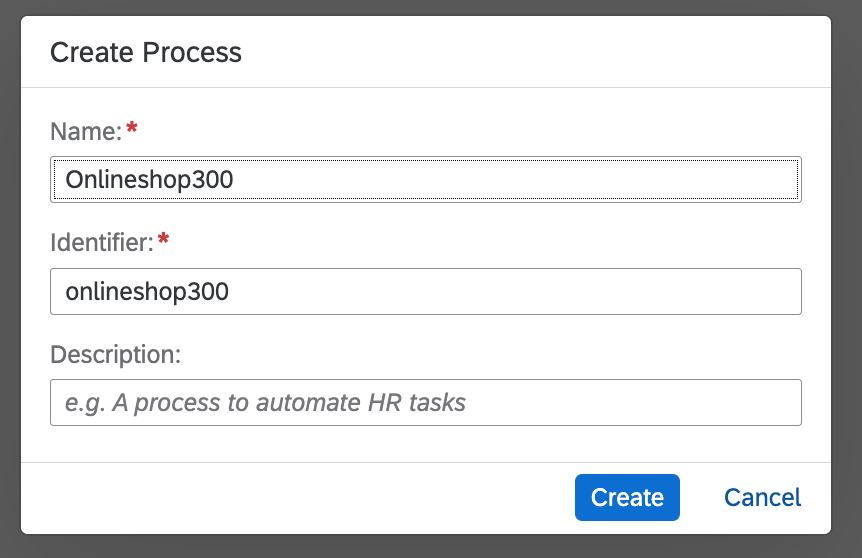 Create Process
Name:*
Onlineshop300
Identifier:*
onlineshop300
Description:
e.g. A process to automate HR tasks
Create Cancel